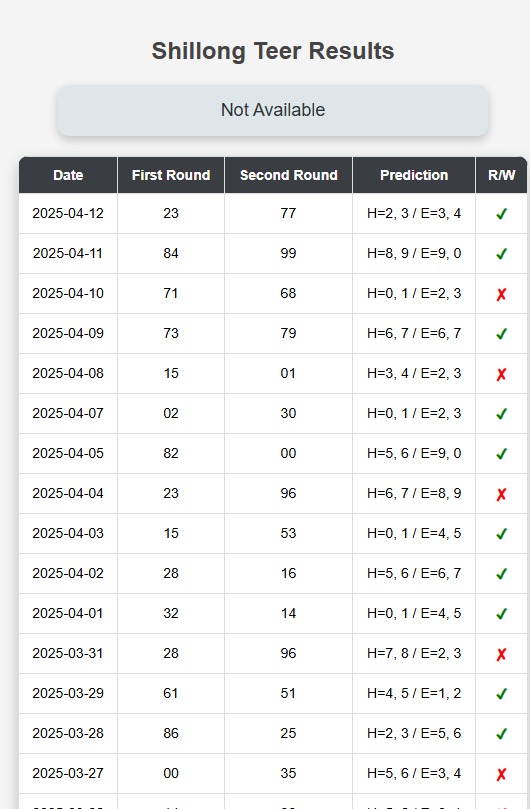 Shillong Teer Results
Not Available
Date First Round Second Round Prediction R/W
2025-04-12 23 77 H=2, 3 / E=3, 4 ✔
2025-04-11 84 99 H=8, 9 / E=9, 0 ✔
2025-04-10 71 68 H=0, 1 / E=2, 3 ✘
2025-04-09 73 79 H=6, 7 / E=6, 7 ✔
2025-04-08 15 01 H=3, 4 / E=2, 3 ✘
2025-04-07 02 30 H=0, 1 / E=2, 3 ✔
2025-04-05 82 00 H=5, 6 / E=9, 0 ✔
2025-04-04 23 96 H=6, 7 / E=8, 9 ✘
2025-04-03 15 53 H=0, 1 / E=4, 5 ✔
2025-04-02 28 16 H=5, 6 / E=6, 7 ✔
2025-04-01 32 14 H=0, 1 / E=4, 5 ✔
2025-03-31 28 96 H=7, 8 / E=2, 3 ✘
2025-03-29 61 51 H=4, 5 / E=1, 2 ✔
2025-03-28 86 25 H=2, 3 / E=5, 6 ✔
2025-03-27 00 35 H=5, 6 / E=3, 4 ✘